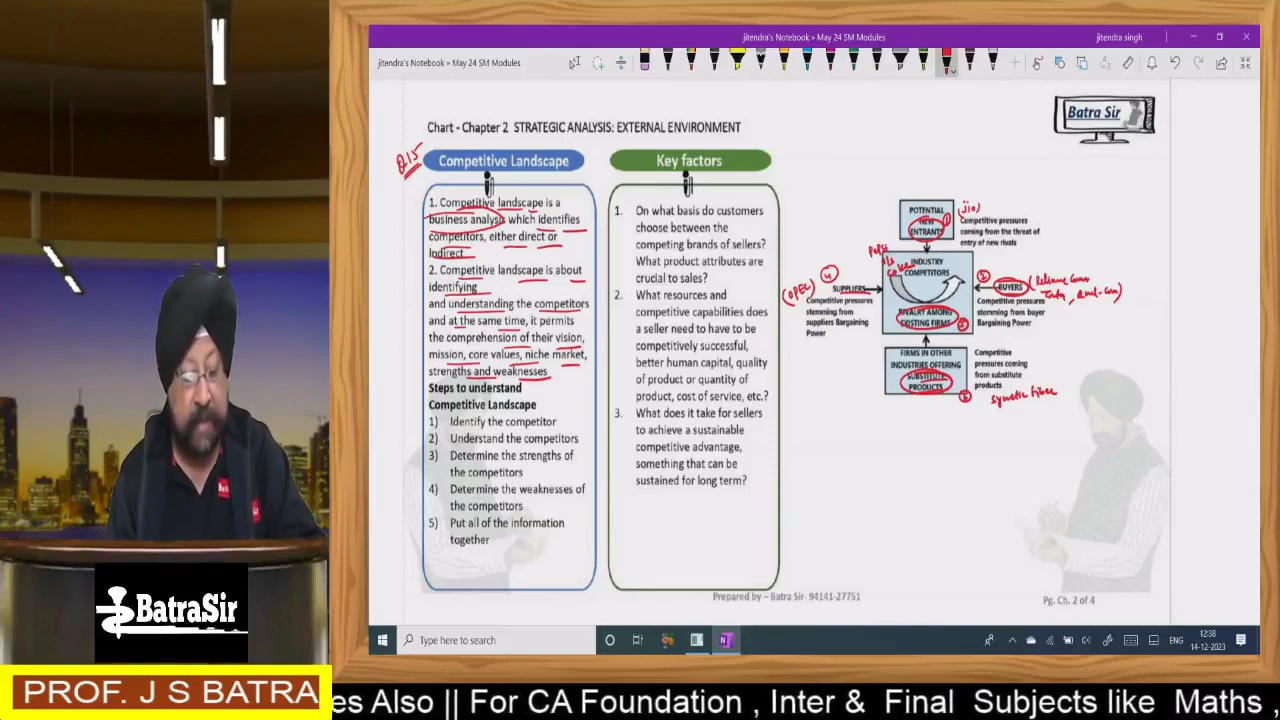 jitendra's Notebook » May 24 SM Modules
jitendra singh
jitendra's Notebook » May 24 SM Modules
Batra Sir
Chart - Chapter 2 STRATEGIC ANALYSIS: EXTERNAL ENVIRONMENT
Q15
Competitive Landscape
1. Competitive landscape is a
business analysis which identifies
competitors, either direct or
Indirect
2. Competitive landscape is about
identifying
and understanding the competitors
and at the same time, it permits
the comprehension of their vision,
mission, core values, niche market,
strengths and weaknesses
Steps to understand
Competitive Landscape
1) Identify the competitor
2) Understand the competitors
3) Determine the strengths of
the competitors
4) Determine the weaknesses of
the competitors
5) Put all of the information
together
Key factors
1. On what basis do customers
choose between the
competing brands of sellers?
What product attributes are
crucial to sales?
2. What resources and
competitive capabilities does
a seller need to have to be
competitively successful,
better human capital, quality
of product or quantity of
product, cost of service, etc.?
3. What does it take for sellers
to achieve a sustainable
competitive advantage,
something that can be
sustained for long term?
POTENTIAL
NEW
ENTRANTS
1
(jio)
Competitive pressures
coming from the threat of
entry of new rivals
INDUSTRY
COMPETITORS
RIVALRY AMONG
EXISTING FIRMS
4
(OPEC)
SUPPLIERS
Competitive pressures
stemming from
suppliers Bargaining
Power
BUYERS
Competitive pressures
stemming from buyer
Bargaining Power
FIRMS IN OTHER
INDUSTRIES OFFERING
SUBSTITUTE
PRODUCTS
Competitive
pressures coming
from substitute
products
Prepared by – Batra Sir- 94141-27751
Pg. Ch. 2 of 4
Type here to search
ENG
12:38
14-12-2023
BatraSir
PROF. J S BATRA
es Also || For CA Foundation , Inter & Final Subjects like Maths ,